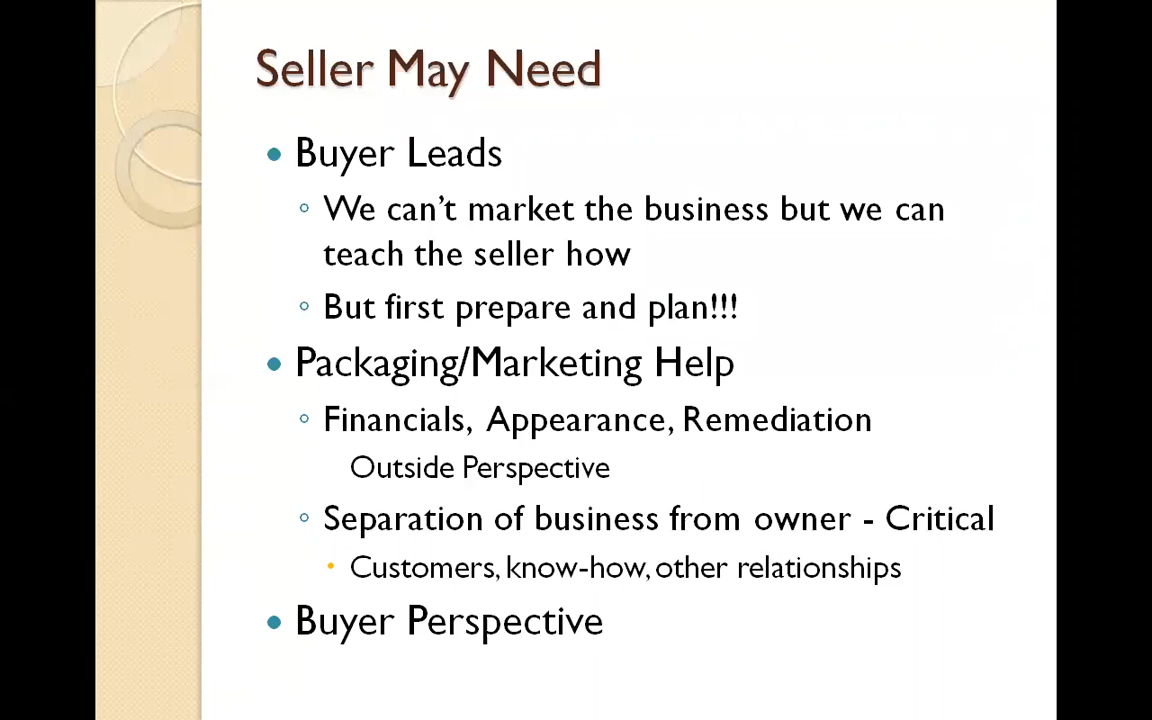 Seller May Need
• Buyer Leads
◦ We can't market the business but we can
teach the seller how
◦ But first prepare and plan!!!
• Packaging/Marketing Help
◦ Financials, Appearance, Remediation
Outside Perspective
◦ Separation of business from owner - Critical
• Customers, know-how, other relationships
• Buyer Perspective